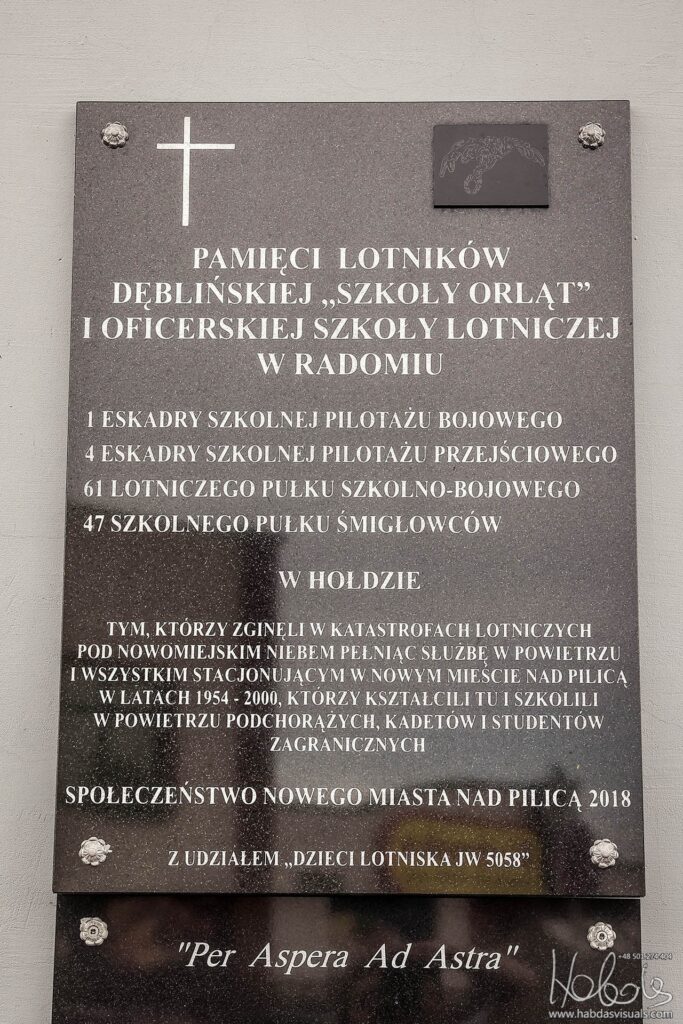 PAMIĘCI LOTNIKÓW
DĘBLIŃSKIEJ „SZKOŁY ORLĄT”
I OFICERSKIEJ SZKOŁY LOTNICZEJ
W RADOMIU
1 ESKADRY SZKOLNEJ PILOTAŻU BOJOWEGO
4 ESKADRY SZKOLNEJ PILOTAŻU PRZEJŚCIOWEGO
61 LOTNICZEGO PUŁKU SZKOLNO-BOJOWEGO
47 SZKOLNEGO PUŁKU ŚMIGŁOWCÓW
W HOŁDZIE
TYM, KTÓRZY ZGINĘLI W KATASTROFACH LOTNICZYCH
POD NOWOMIEJSKIM NIEBEM PEŁNIĄC SŁUŻBĘ W POWIETRZU
I WSZYSTKIM STACJONUJĄCYM W NOWYM MIEŚCIE NAD PILICĄ
W LATACH 1954 - 2000, KTÓRZY KSZTAŁCILI TU I SZKOLILI
W POWIETRZU PODCHORĄŻYCH, KADETÓW I STUDENTÓW
ZAGRANICZNYCH
SPOŁECZEŃSTWO NOWEGO MIASTA NAD PILICĄ 2018
Z UDZIAŁEM „DZIECI LOTNISKA JW 5058”
"Per Aspera Ad Astra"
www.habdasvisuals.com